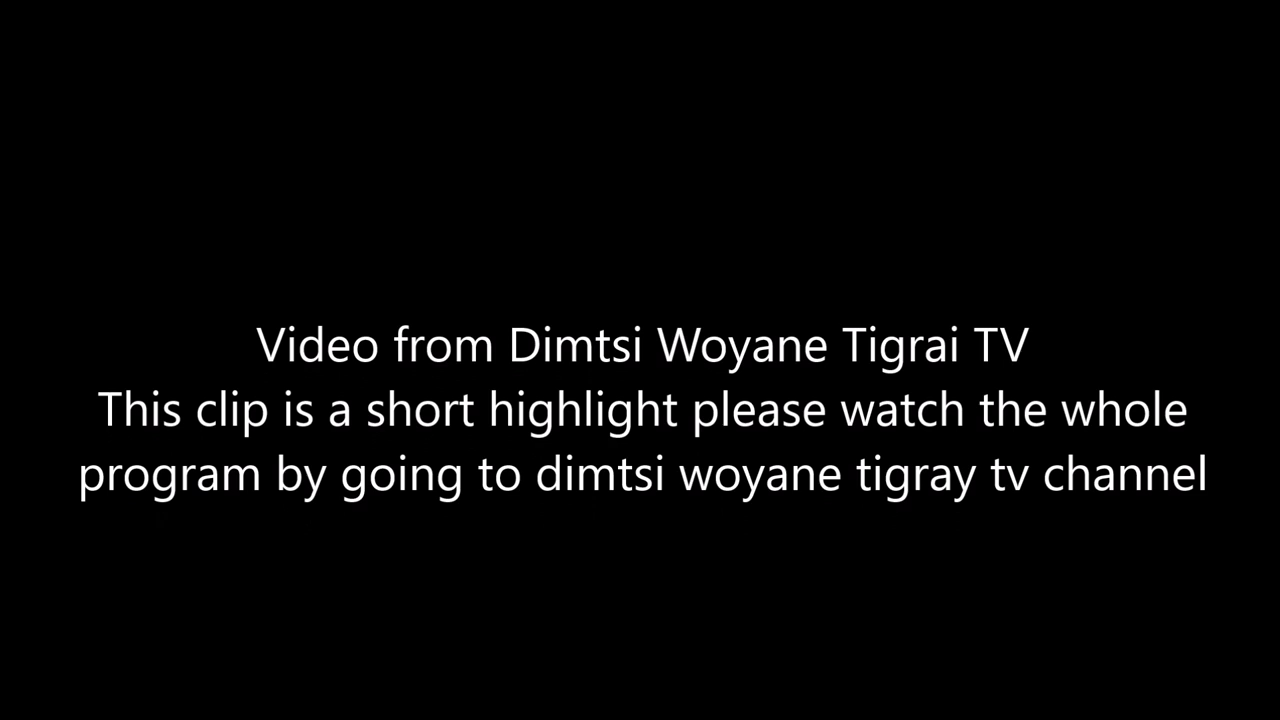 Video from Dimtsi Woyane Tigrai TV
This clip is a short highlight please watch the whole
program by going to dimtsi woyane tigray tv channel